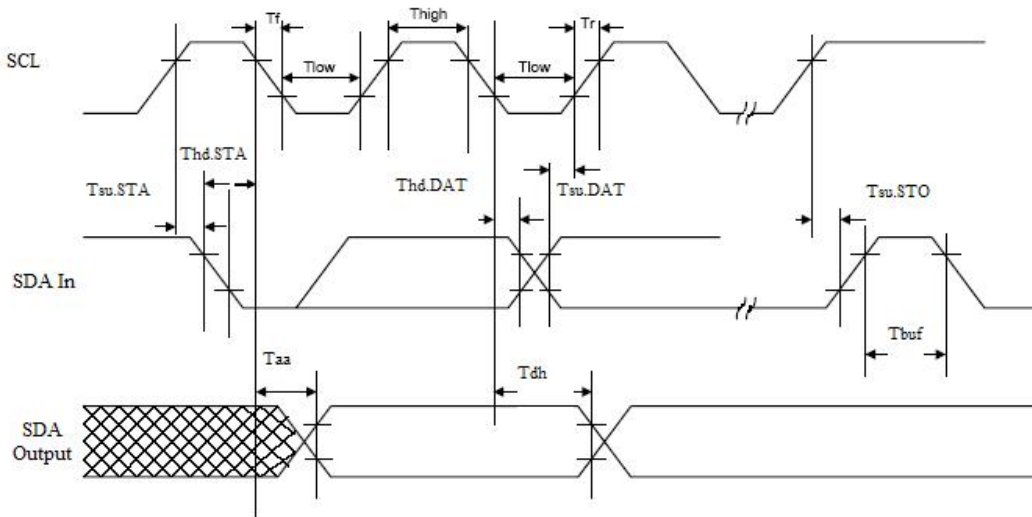 Tf
Thigh
Tr
SCL
Tlow
Tlow
Thd.STA
Tsu.STA
Thd.DAT
Tsu.DAT
Tsu.STO
SDA In
Tbuf
Taa
Tdh
SDA
Output